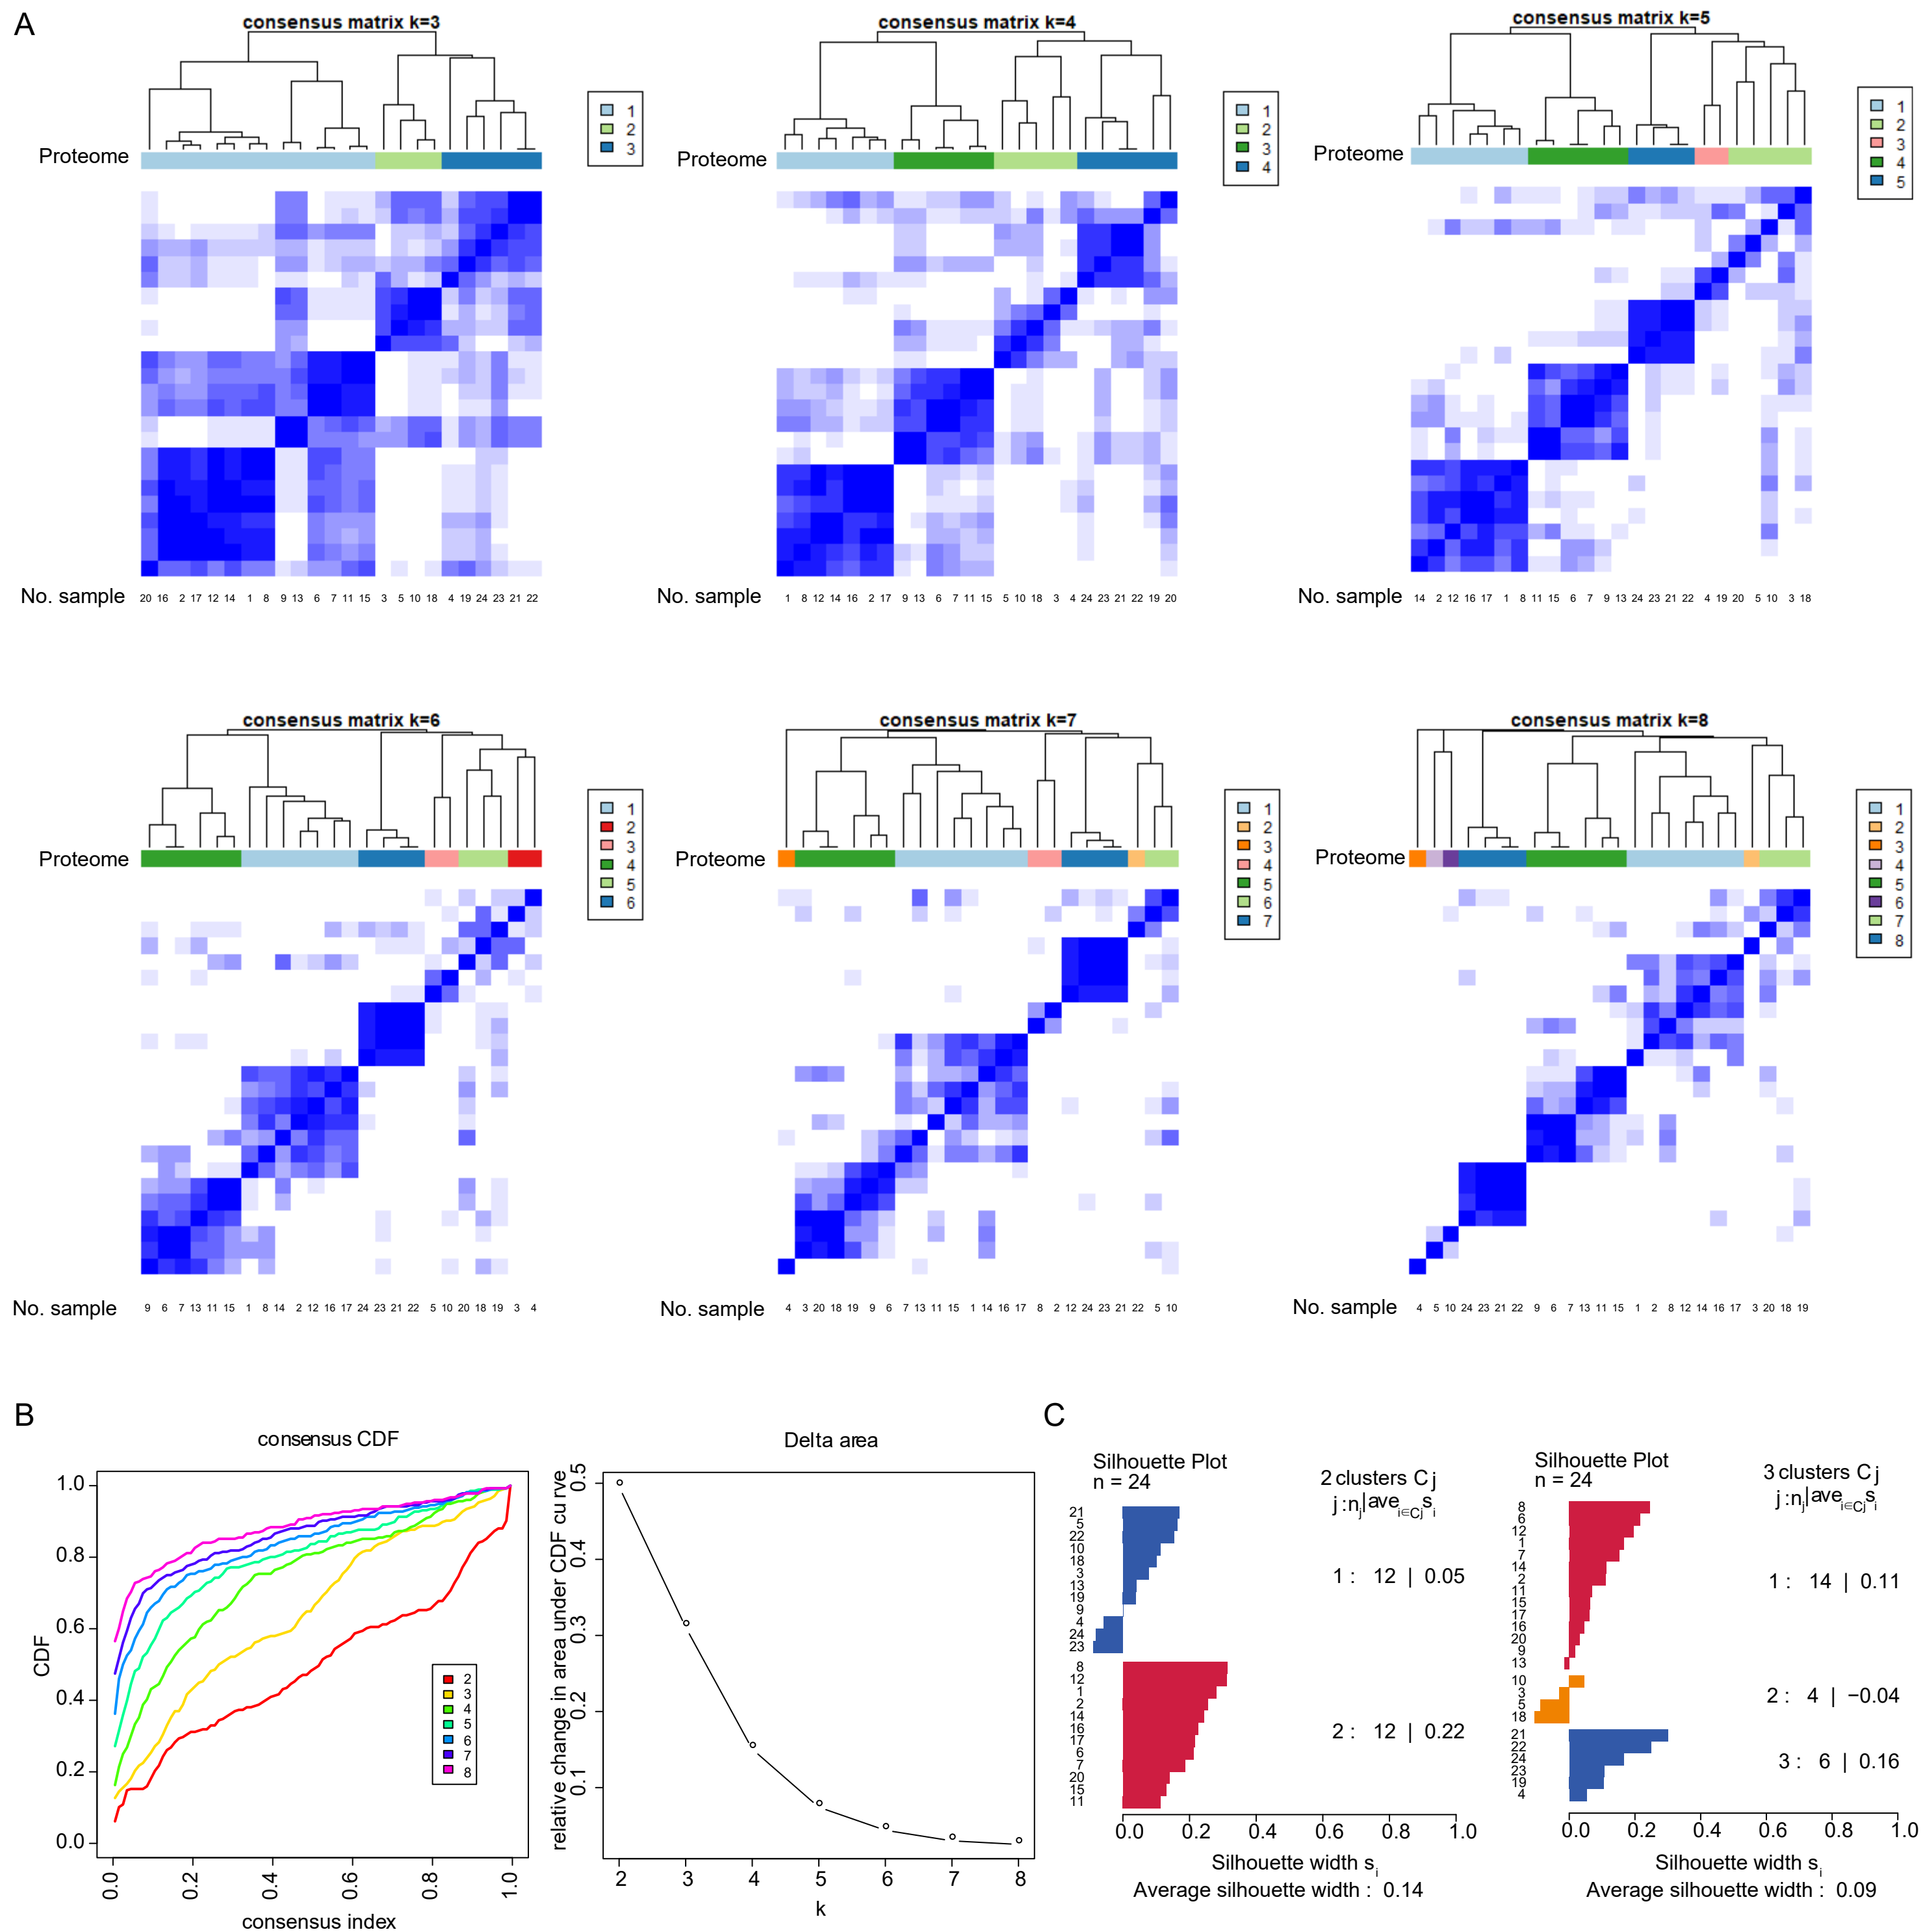 A
consensus matrix k=3
1
2
3
Proteome
No. sample 20 16 2 17 12 14 1 8 9 13 6 7 11 15 3 5 10 18 4 19 24 23 21 22
consensus matrix k=4
1
2
3
4
Proteome
No. sample 1 8 12 14 16 2 17 9 13 6 7 11 15 5 10 18 3 4 24 23 21 22 19 20
consensus matrix k=5
1
2
3
4
5
Proteome
No. sample 14 2 12 16 17 1 8 11 15 6 7 9 13 24 23 21 22 4 19 20 5 10 3 18
consensus matrix k=6
1
2
3
4
5
6
Proteome
No. sample 9 6 7 13 11 15 1 8 14 2 12 16 17 24 23 21 22 5 10 20 18 19 3 4
consensus matrix k=7
1
2
3
4
5
6
7
Proteome
No. sample 4 3 20 18 19 9 6 7 13 11 15 1 14 16 17 8 2 12 24 23 21 22 5 10
consensus matrix k=8
1
2
3
4
5
6
7
8
Proteome
No. sample 4 5 10 24 23 21 22 9 6 7 13 11 15 1 2 8 12 14 16 17 3 20 18 19
B
consensus CDF
CDF
1.0
0.8
0.6
0.4
0.2
0.0
2
3
4
5
6
7
8
0.0 0.2 0.4 0.6 0.8 1.0
consensus index
Delta area
relative change in area under CDF curve
0.5
0.4
0.3
0.2
0.1
2 3 4 5 6 7 8
k
C
Silhouette Plot
n = 24
2 clusters Cj
j : nj | ave i∈Cj si
21
5
22
10
18
3
13
19
9
4
24
23
1 : 12 | 0.05
8
12
1
2
14
16
17
6
7
20
15
11
2 : 12 | 0.22
0.0 0.2 0.4 0.6 0.8 1.0
Silhouette width si
Average silhouette width : 0.14
Silhouette Plot
n = 24
3 clusters Cj
j : nj | ave i∈Cj si
8
6
12
1
7
14
2
11
15
17
16
20
9
13
1 : 14 | 0.11
10
3
5
18
2 : 4 | −0.04
21
22
24
23
19
4
3 : 6 | 0.16
0.0 0.2 0.4 0.6 0.8 1.0
Silhouette width si
Average silhouette width : 0.09